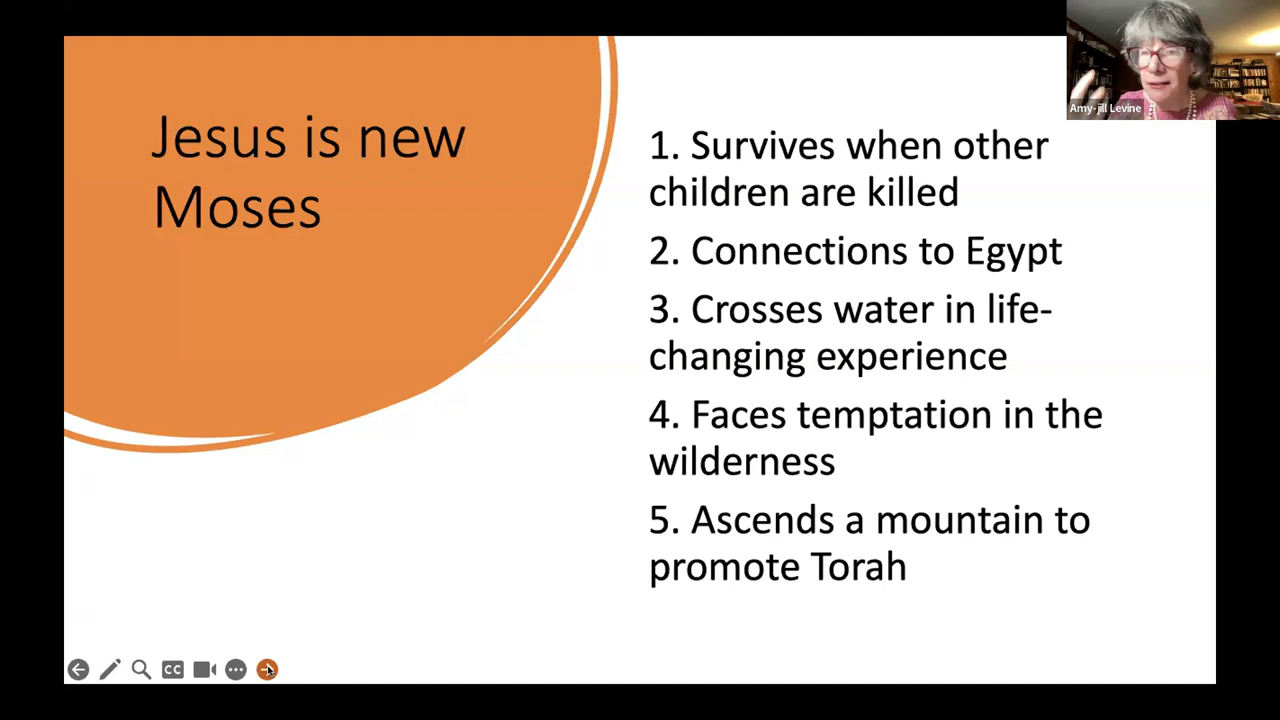 Jesus is new
Moses
Amy-jill Levine
1. Survives when other
children are killed
2. Connections to Egypt
3. Crosses water in life-
changing experience
4. Faces temptation in the
wilderness
5. Ascends a mountain to
promote Torah
CC